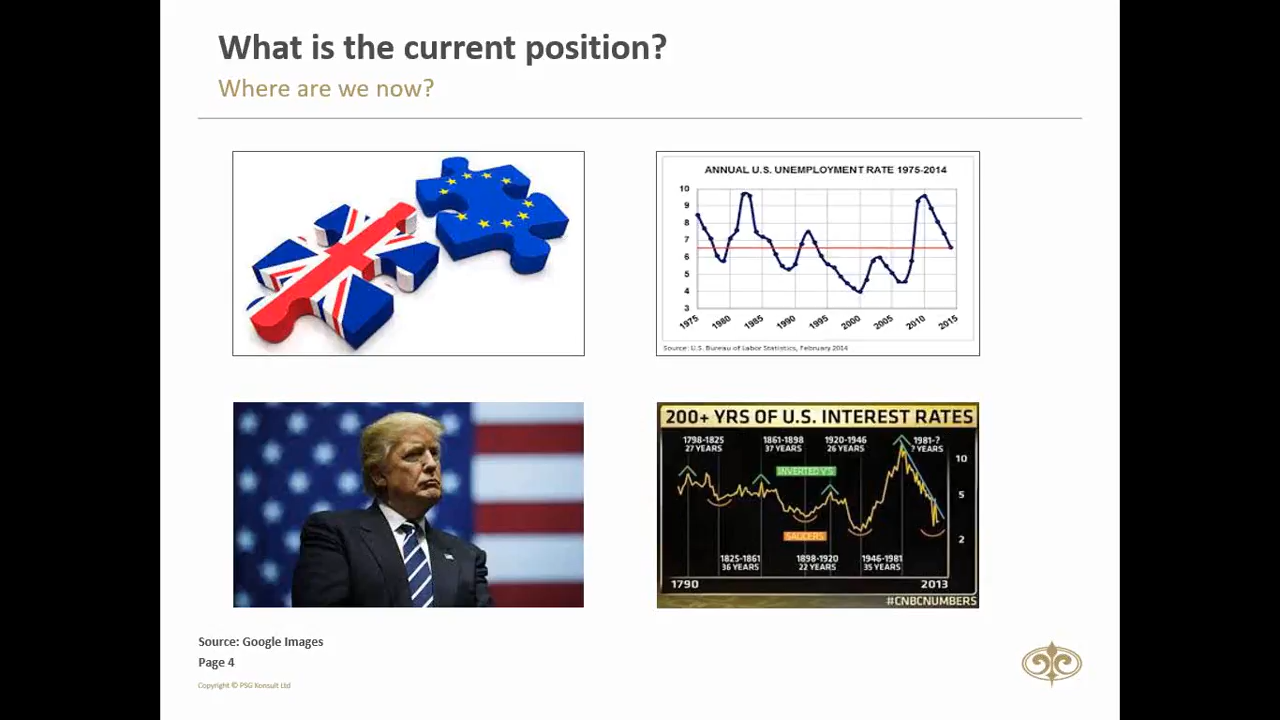 What is the current position?
Where are we now?
ANNUAL U.S. UNEMPLOYMENT RATE 1975-2014
10
9
8
7
6
5
4
3
1975 1980 1985 1990 1995 2000 2005 2010 2015
Source: U.S. Bureau of Labor Statistics, February 2014
200+ YRS OF U.S. INTEREST RATES
1798-1825 1861-1898 1920-1946 1981-?
27 YEARS 37 YEARS 26 YEARS ? YEARS
10
INVERTED V'S
5
SAUCERS
2
1825-1861 1898-1920 1946-1981
36 YEARS 22 YEARS 35 YEARS
1790 2013
#CNBCNUMBERS
Source: Google Images
Page 4
Copyright © PSG Konsult Ltd